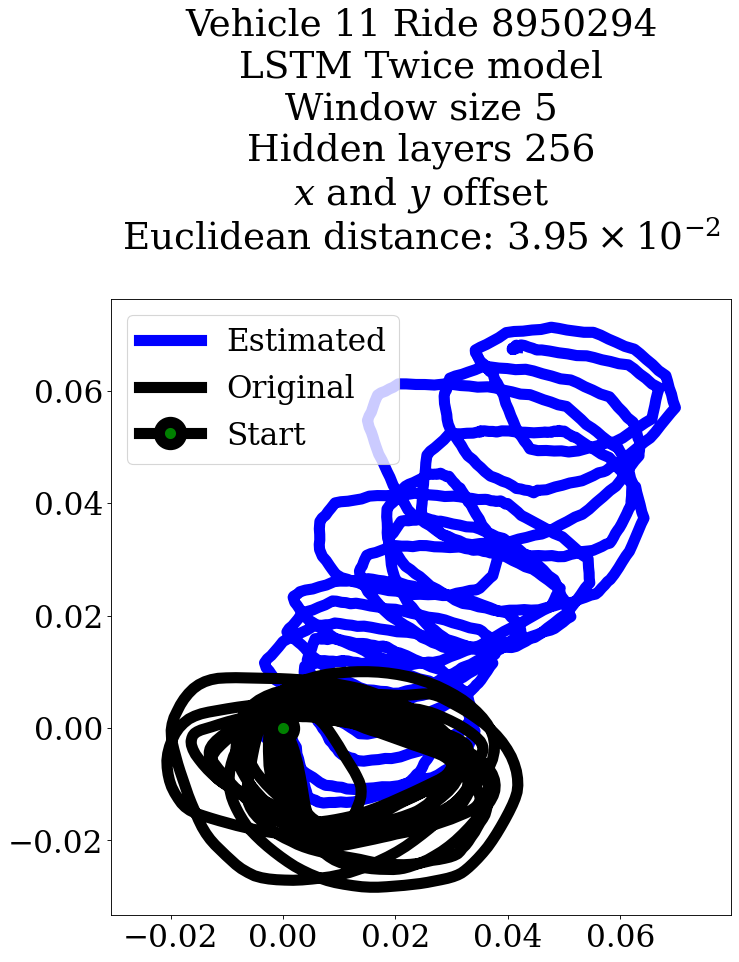 Vehicle 11 Ride 8950294
LSTM Twice model
Window size 5
Hidden layers 256
x and y offset
Euclidean distance: 3.95 × 10⁻²
Estimated
Original
Start
0.06
0.04
0.02
0.00
−0.02
−0.02 0.00 0.02 0.04 0.06